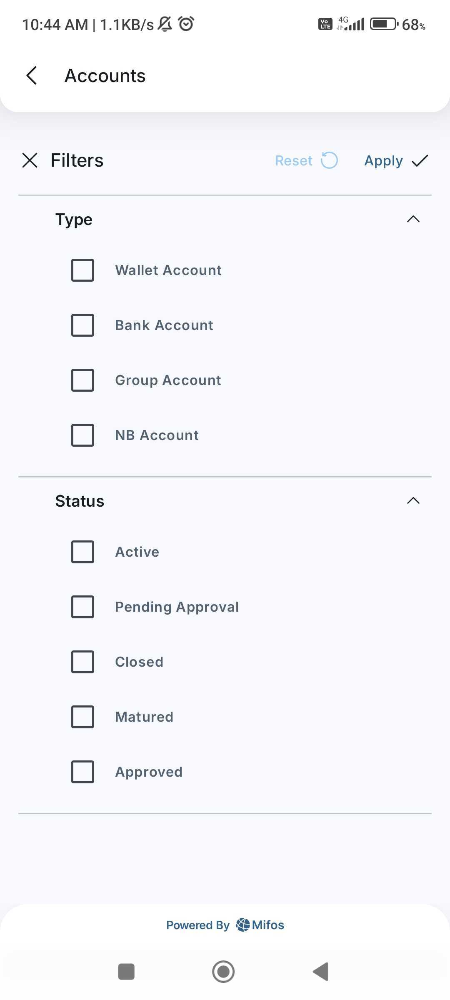 10:44 AM | 1.1KB/s Vo LTE 4G 68%
Accounts
Filters Reset Apply
Type
Wallet Account
Bank Account
Group Account
NB Account
Status
Active
Pending Approval
Closed
Matured
Approved
Powered By Mifos